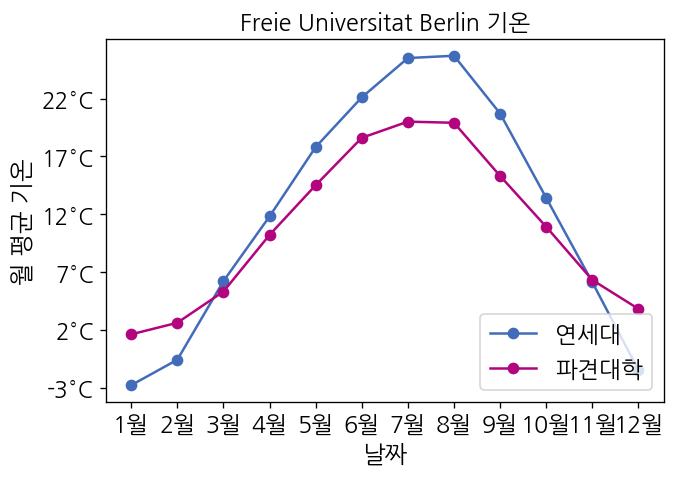 Freie Universitat Berlin 기온
월 평균 기온
22°C
17°C
12°C
7°C
2°C
-3°C
연세대
파견대학
1월 2월 3월 4월 5월 6월 7월 8월 9월 10월 11월 12월
날짜